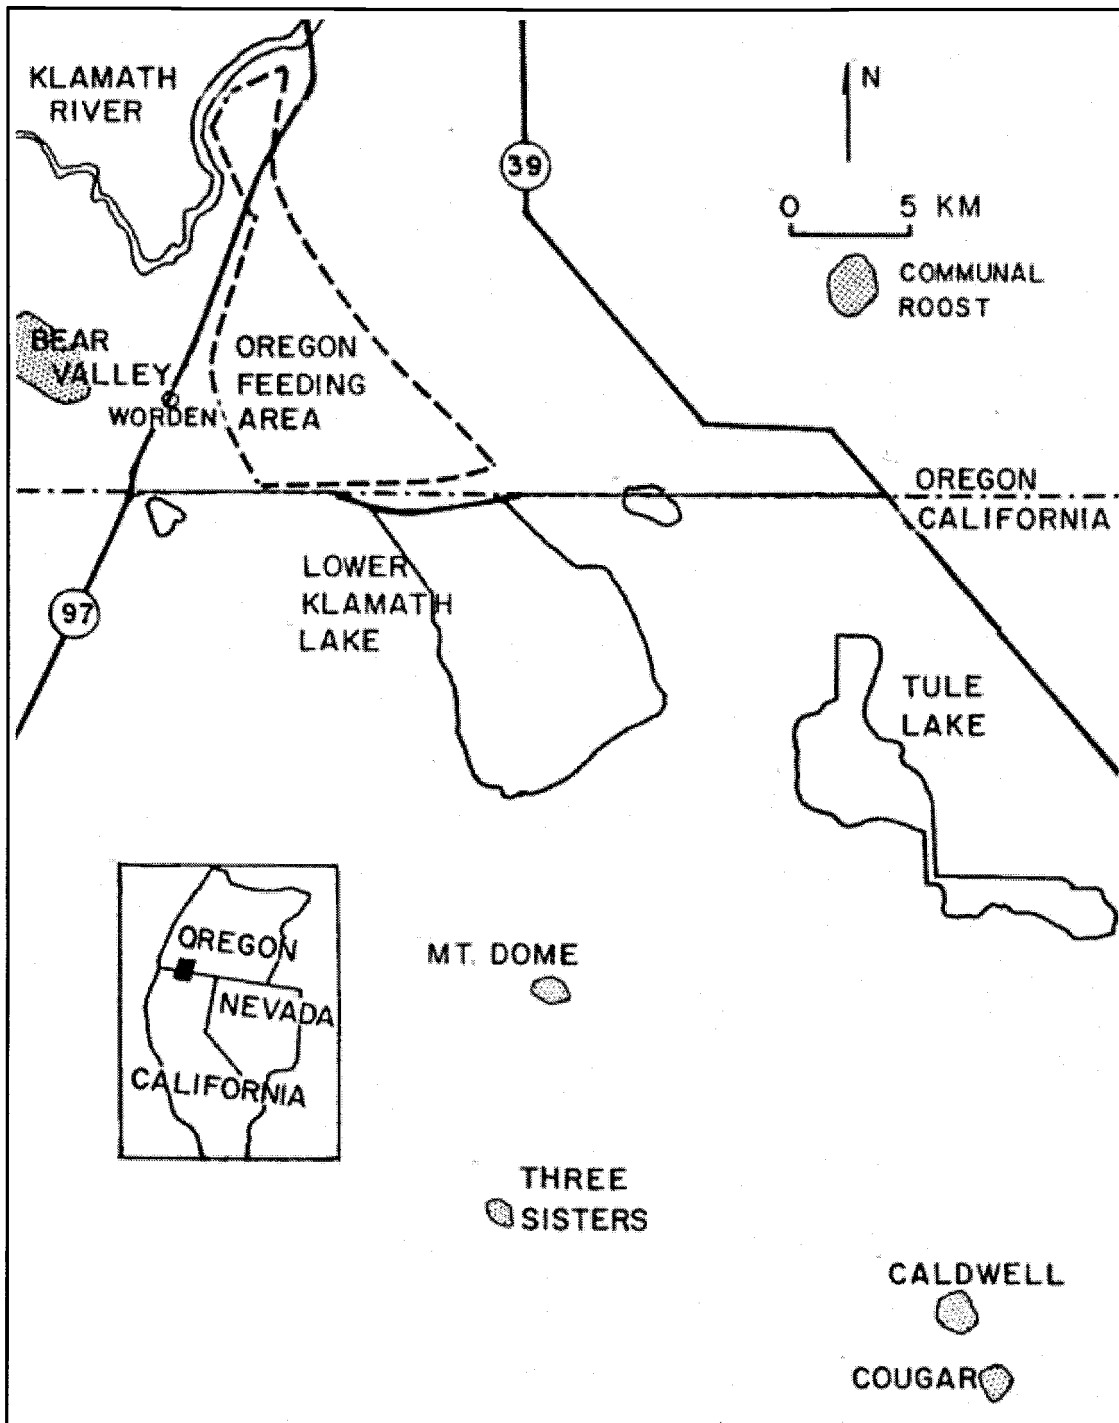 KLAMATH
RIVER
39
N
0 5 KM
COMMUNAL
ROOST
BEAR
VALLEY
WORDEN
OREGON
FEEDING
AREA
OREGON
CALIFORNIA
LOWER
KLAMATH
LAKE
97
TULE
LAKE
OREGON
NEVADA
CALIFORNIA
MT. DOME
THREE
SISTERS
CALDWELL
COUGAR